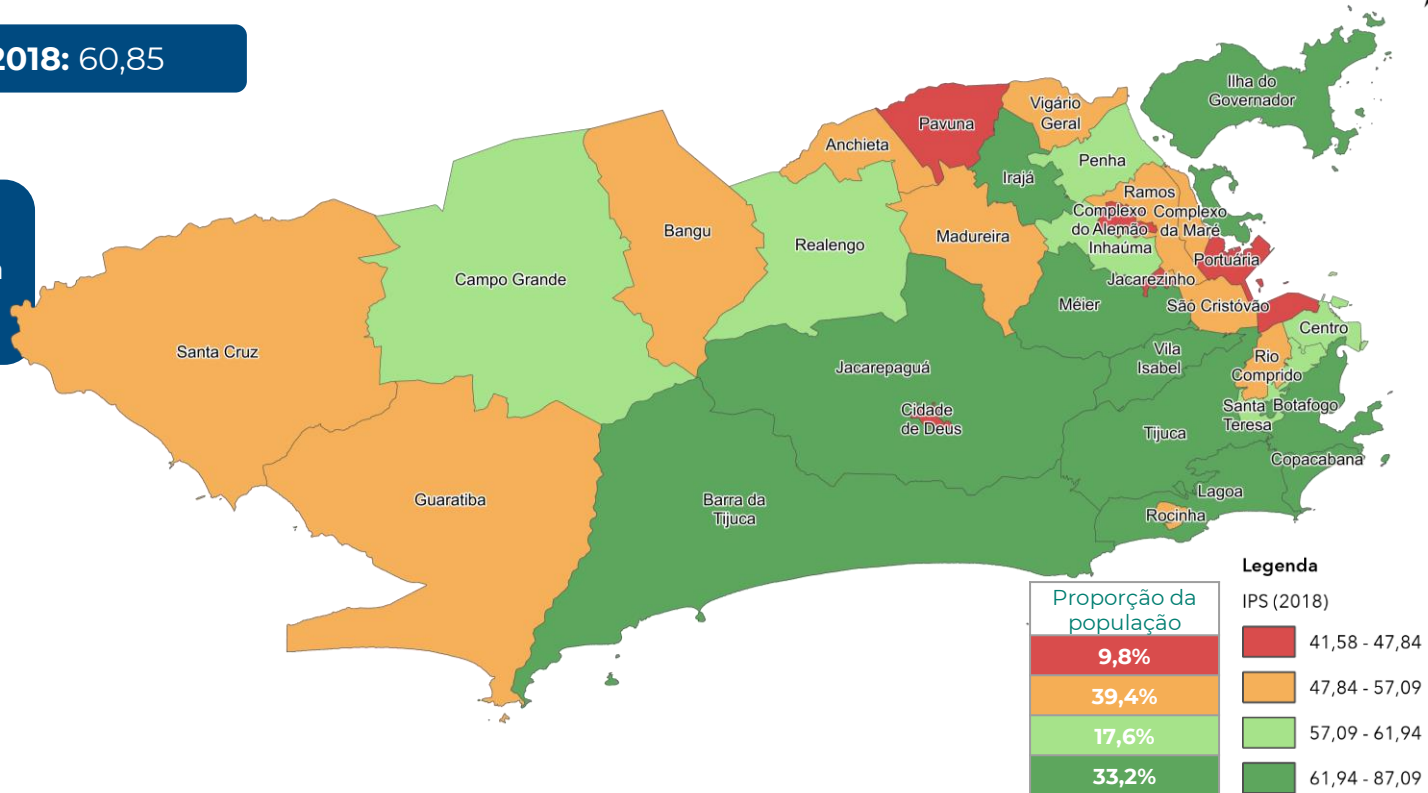 2018: 60,85
Ilha do
Governador
Vigário
Geral
Pavuna
Anchieta
Penha
Irajá
Ramos
Complexo
do Alemão
Complexo
da Maré
Inhaúma
Bangu
Realengo
Madureira
Portuária
Campo Grande
Jacarezinho
Méier
São Cristóvão
Centro
Santa Cruz
Vila
Isabel
Rio
Comprido
Jacarepaguá
Cidade
de Deus
Santa
Teresa
Botafogo
Tijuca
Copacabana
Guaratiba
Barra da
Tijuca
Lagoa
Rocinha
Proporção da
população
9,8%
39,4%
17,6%
33,2%
Legenda
IPS (2018)
41,58 - 47,84
47,84 - 57,09
57,09 - 61,94
61,94 - 87,09